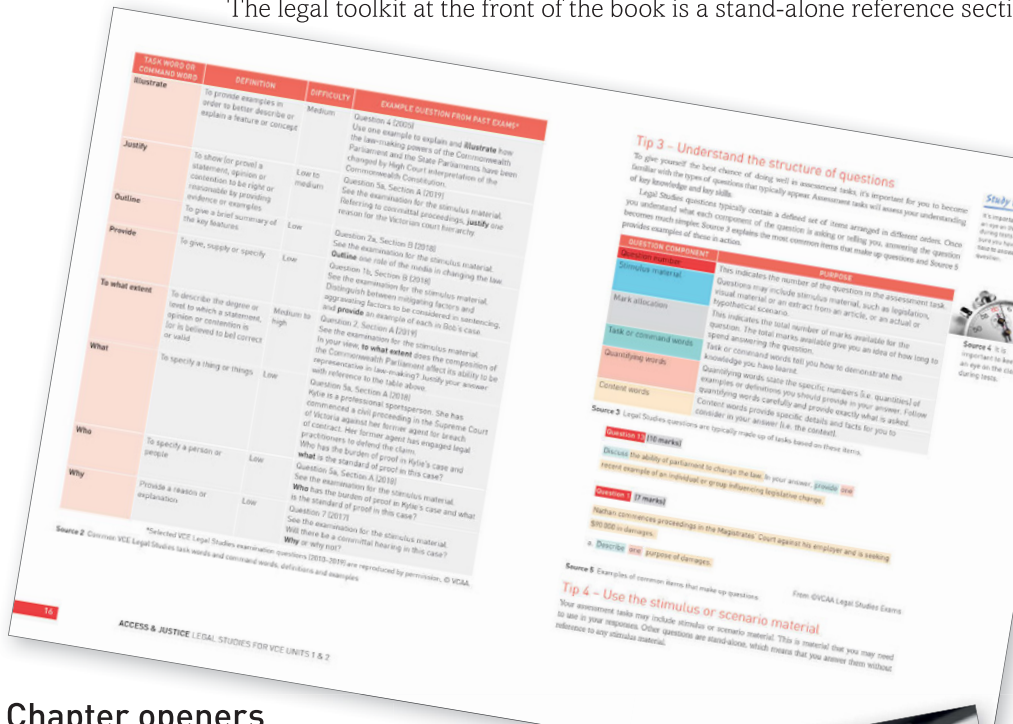 The legal toolkit at the front of the book is a stand-alone reference secti
TASK WORD OR
COMMAND WORD
DEFINITION
DIFFICULTY
EXAMPLE QUESTION FROM PAST EXAMS*
Illustrate
To provide examples in
order to better describe or
explain a feature or concept
Medium
Question 4 (2005)
Use one example to explain and illustrate how
the law-making powers of the Commonwealth
Parliament and the State Parliaments have been
changed by High Court interpretation of the
Commonwealth Constitution.
Justify
To show (or prove) a
statement, opinion or
contention to be right or
reasonable by providing
evidence or examples
Low to
medium
Question 5a, Section A (2019)
See the examination for the stimulus material.
Referring to committal proceedings, justify one
reason for the Victorian court hierarchy
Outline
To give a brief summary of
the key features
Low
Question 2a, Section B (2018)
See the examination for the stimulus material.
Outline one role of the media in changing the law.
Provide
To give, supply or specify
Low
Question 1b, Section B (2018)
See the examination for the stimulus material.
Distinguish between mitigating factors and
aggravating factors to be considered in sentencing,
and provide an example of each in Bob's case.
To what extent
To describe the degree or
level to which a statement,
opinion or contention is
(or is believed to be) correct
or valid
Medium to
high
Question 2, Section A (2019)
See the examination for the stimulus material.
In your view, to what extent does the composition of
the Commonwealth Parliament affect its ability to be
representative in law-making? Justify your answer
with reference to the table above.
What
To specify a thing or things
Low
Question 5a, Section A (2018)
Kylie is a professional sportsperson. She has
commenced a civil proceeding in the Supreme Court
of Victoria against her former agent for breach
of contract. Her former agent has engaged legal
practitioners to defend the claim.
Who has the burden of proof in Kylie's case and
what is the standard of proof in this case?
Who
To specify a person or
people
Low
Question 5a, Section A (2018)
See the examination for the stimulus material.
Who has the burden of proof in Kylie's case and what
is the standard of proof in this case?
Why
Provide a reason or
explanation
Low
Question 7 (2017)
See the examination for the stimulus material.
Will there be a committal hearing in this case?
Why or why not?
*Selected VCE Legal Studies examination questions (2010–2019) are reproduced by permission, © VCAA.
Source 2 Common VCE Legal Studies task words and command words, definitions and examples
16
ACCESS & JUSTICE LEGAL STUDIES FOR VCE UNITS 1 & 2
Tip 3 – Understand the structure of questions
To give yourself the best chance of doing well in assessment tasks, it's important for you to become
familiar with the types of questions that typically appear. Assessment tasks will assess your understanding
of key knowledge and key skills.
Legal Studies questions typically contain a defined set of items arranged in different orders. Once
you understand what each component of the question is asking or telling you, answering the question
becomes much simpler. Source 3 explains the most common items that make up questions and Source 5
provides examples of these in action.
QUESTION COMPONENT
PURPOSE
Question number
This indicates the number of the question in the assessment task.
Stimulus material
Questions may include stimulus material, such as legislation,
visual material or an extract from an article, or an actual or
hypothetical scenario.
Mark allocation
This indicates the total number of marks available for the
question. The total marks available give you an idea of how long to
spend answering the question.
Task or command words
Task or command words tell you how to demonstrate the
knowledge you have learnt.
Quantifying words
Quantifying words state the specific numbers (i.e. quantities) of
examples or definitions you should provide in your answer. Follow
quantifying words carefully and provide exactly what is asked.
Content words
Content words provide specific details and facts for you to
consider in your answer (i.e. the context).
Source 3 Legal Studies questions are typically made up of tasks based on these items.
Question 13 (10 marks)
Discuss the ability of parliament to change the law. In your answer, provide one
recent example of an individual or group influencing legislative change.
Question 1 (7 marks)
Nathan commences proceedings in the Magistrates' Court against his employer and is seeking
$90 000 in damages.
a. Describe one purpose of damages.
From: ©VCAA Legal Studies Exams
Source 5 Examples of common items that make up questions
Tip 4 – Use the stimulus or scenario material
Your assessment tasks may include stimulus or scenario material. This is material that you may need
to use in your responses. Other questions are stand-alone, which means that you answer them without
reference to any stimulus material.
Study
Source 4 It is
important to keep
an eye on the clo
during tests.
Chapter openers